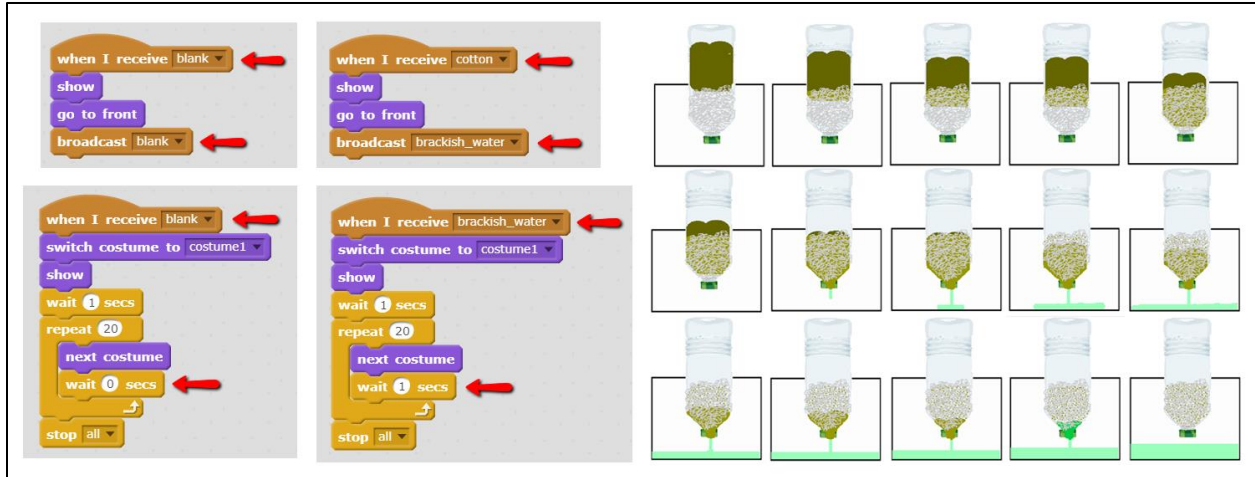 when I receive blank
show
go to front
broadcast blank
when I receive cotton
show
go to front
broadcast brackish_water
when I receive blank
switch costume to costume1
show
wait 1 secs
repeat 20
next costume
wait 0 secs
stop all
when I receive brackish_water
switch costume to costume1
show
wait 1 secs
repeat 20
next costume
wait 1 secs
stop all